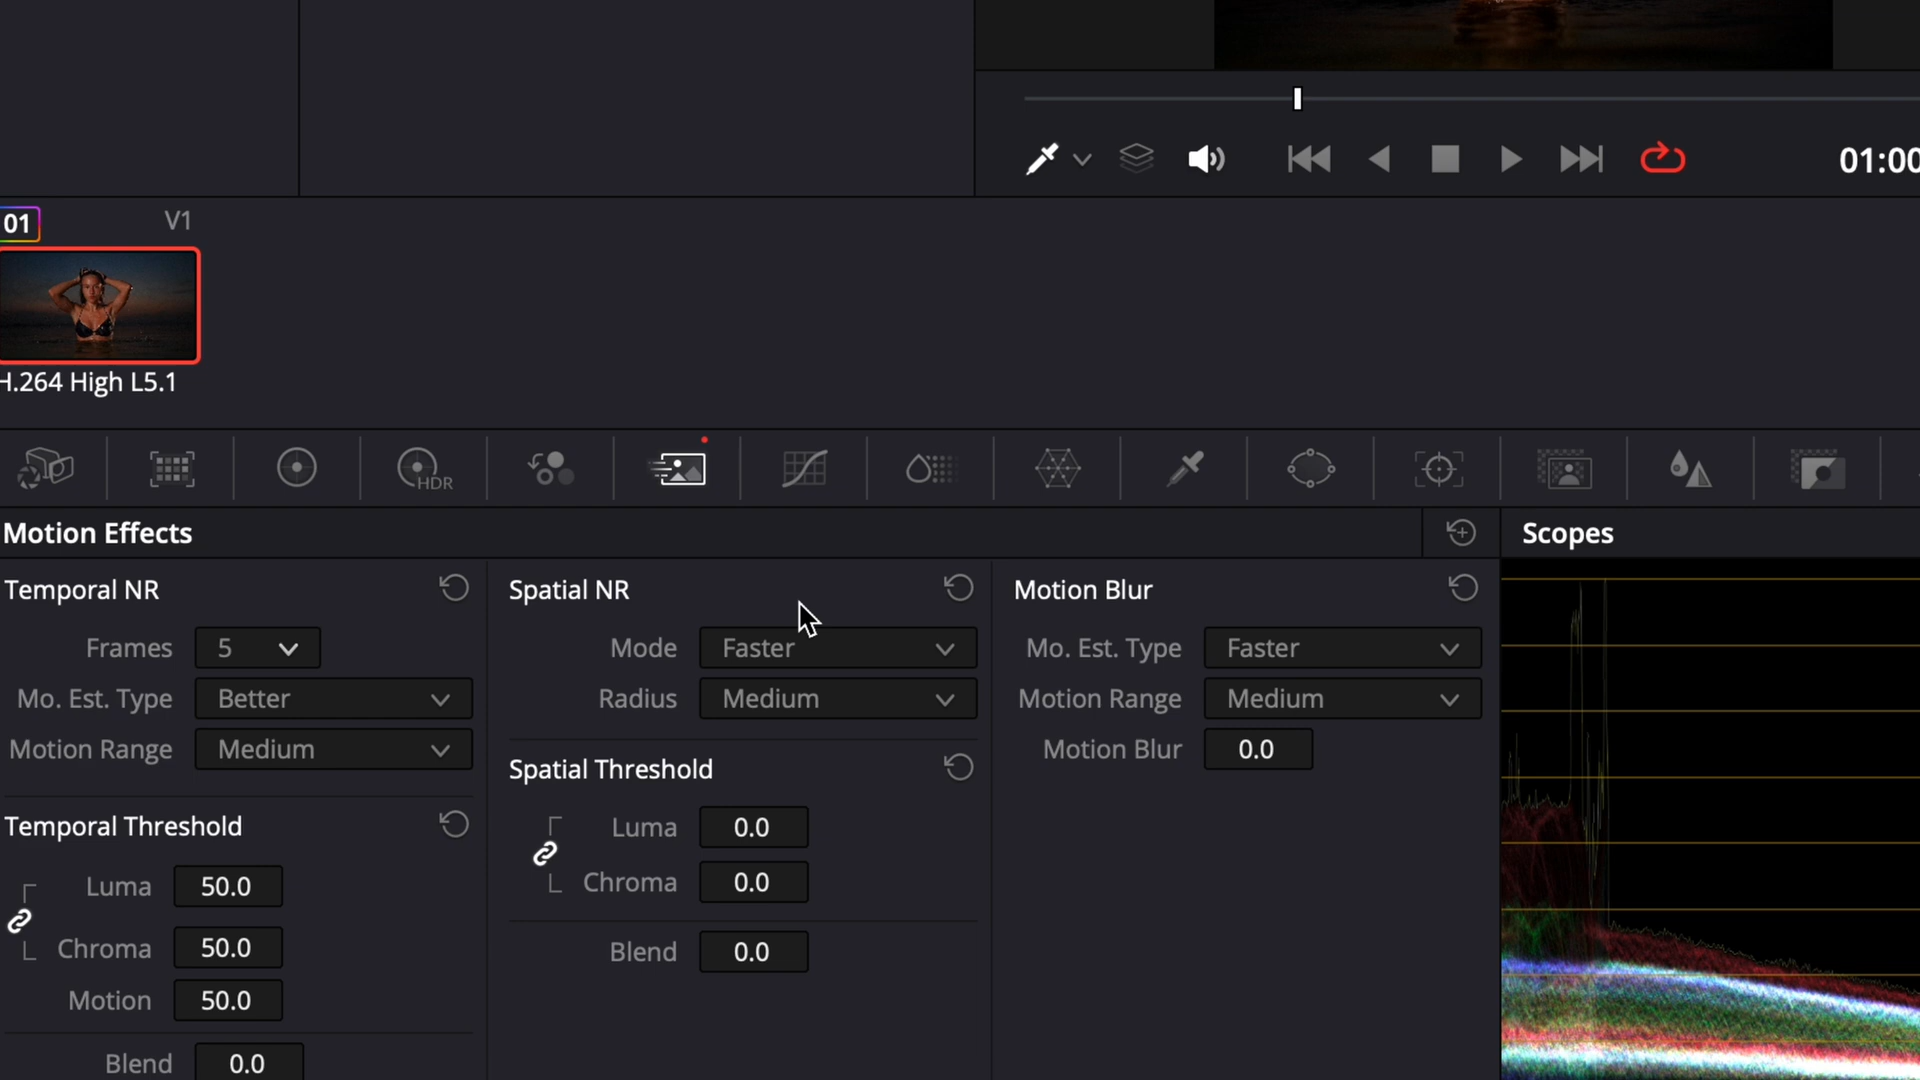 01:00
01 V1
H.264 High L5.1
HDR
Motion Effects
Scopes
Temporal NR
Frames 5
Mo. Est. Type Better
Motion Range Medium
Temporal Threshold
Luma 50.0
Chroma 50.0
Motion 50.0
Blend 0.0
Spatial NR
Mode Faster
Radius Medium
Spatial Threshold
Luma 0.0
Chroma 0.0
Blend 0.0
Motion Blur
Mo. Est. Type Faster
Motion Range Medium
Motion Blur 0.0